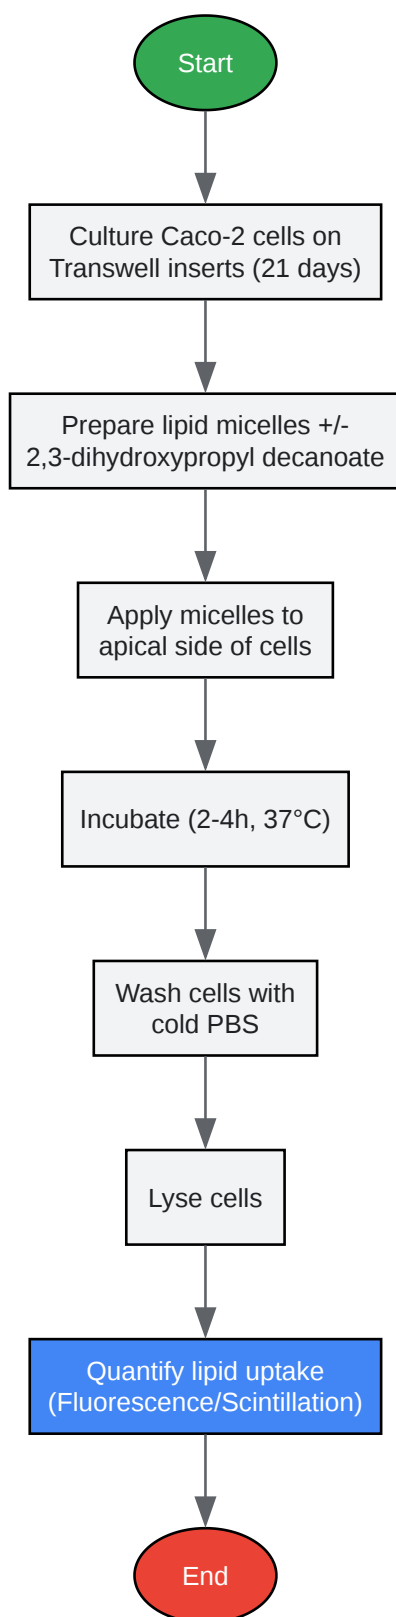 Start
Culture Caco-2 cells on
Transwell inserts (21 days)
Prepare lipid micelles +/-
2,3-dihydroxypropyl decanoate
Apply micelles to
apical side of cells
Incubate (2-4h, 37°C)
Wash cells with
cold PBS
Lyse cells
Quantify lipid uptake
(Fluorescence/Scintillation)
End